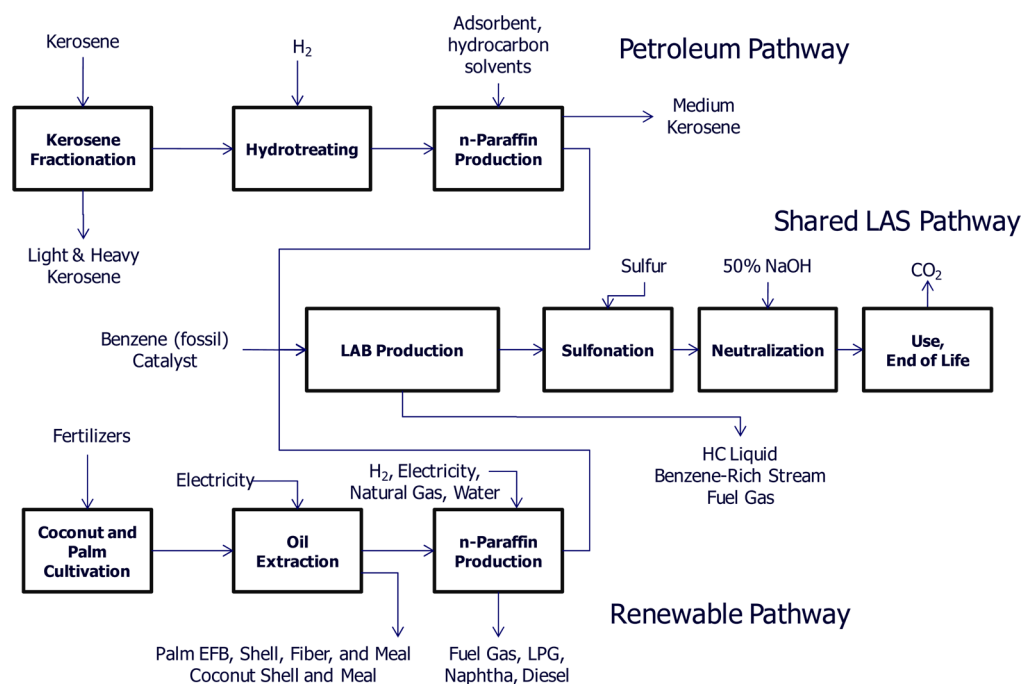 Kerosene
H2
Adsorbent,
hydrocarbon
solvents
Petroleum Pathway
Kerosene
Fractionation
Hydrotreating
n-Paraffin
Production
Medium
Kerosene
Light & Heavy
Kerosene
Shared LAS Pathway
Sulfur
50% NaOH
CO2
Benzene (fossil)
Catalyst
LAB Production
Sulfonation
Neutralization
Use,
End of Life
HC Liquid
Benzene-Rich Stream
Fuel Gas
Fertilizers
Electricity
H2, Electricity,
Natural Gas, Water
Coconut and
Palm
Cultivation
Oil
Extraction
n-Paraffin
Production
Renewable Pathway
Palm EFB, Shell, Fiber, and Meal
Coconut Shell and Meal
Fuel Gas, LPG,
Naphtha, Diesel